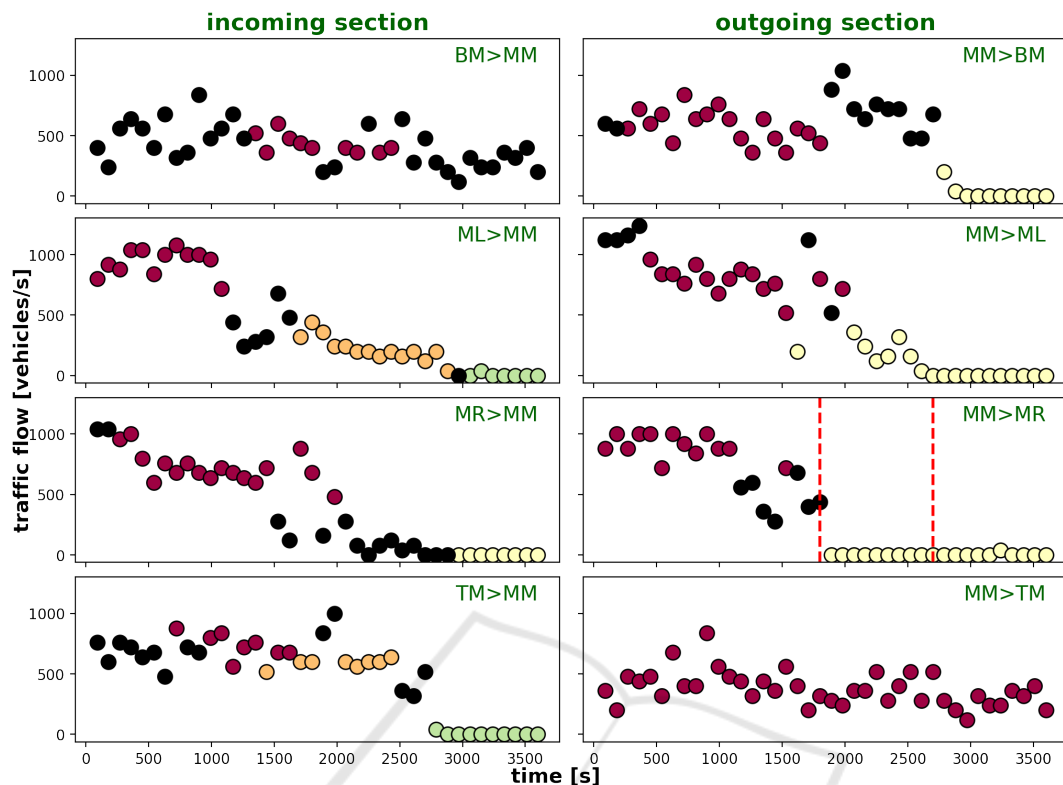 incoming section
outgoing section
BM>MM
MM>BM
1000
500
0
ML>MM
MM>ML
1000
500
0
MR>MM
MM>MR
1000
500
0
TM>MM
MM>TM
1000
500
0
traffic flow [vehicles/s]
0 500 1000 1500 2000 2500 3000 3500
0 500 1000 1500 2000 2500 3000 3500
time [s]